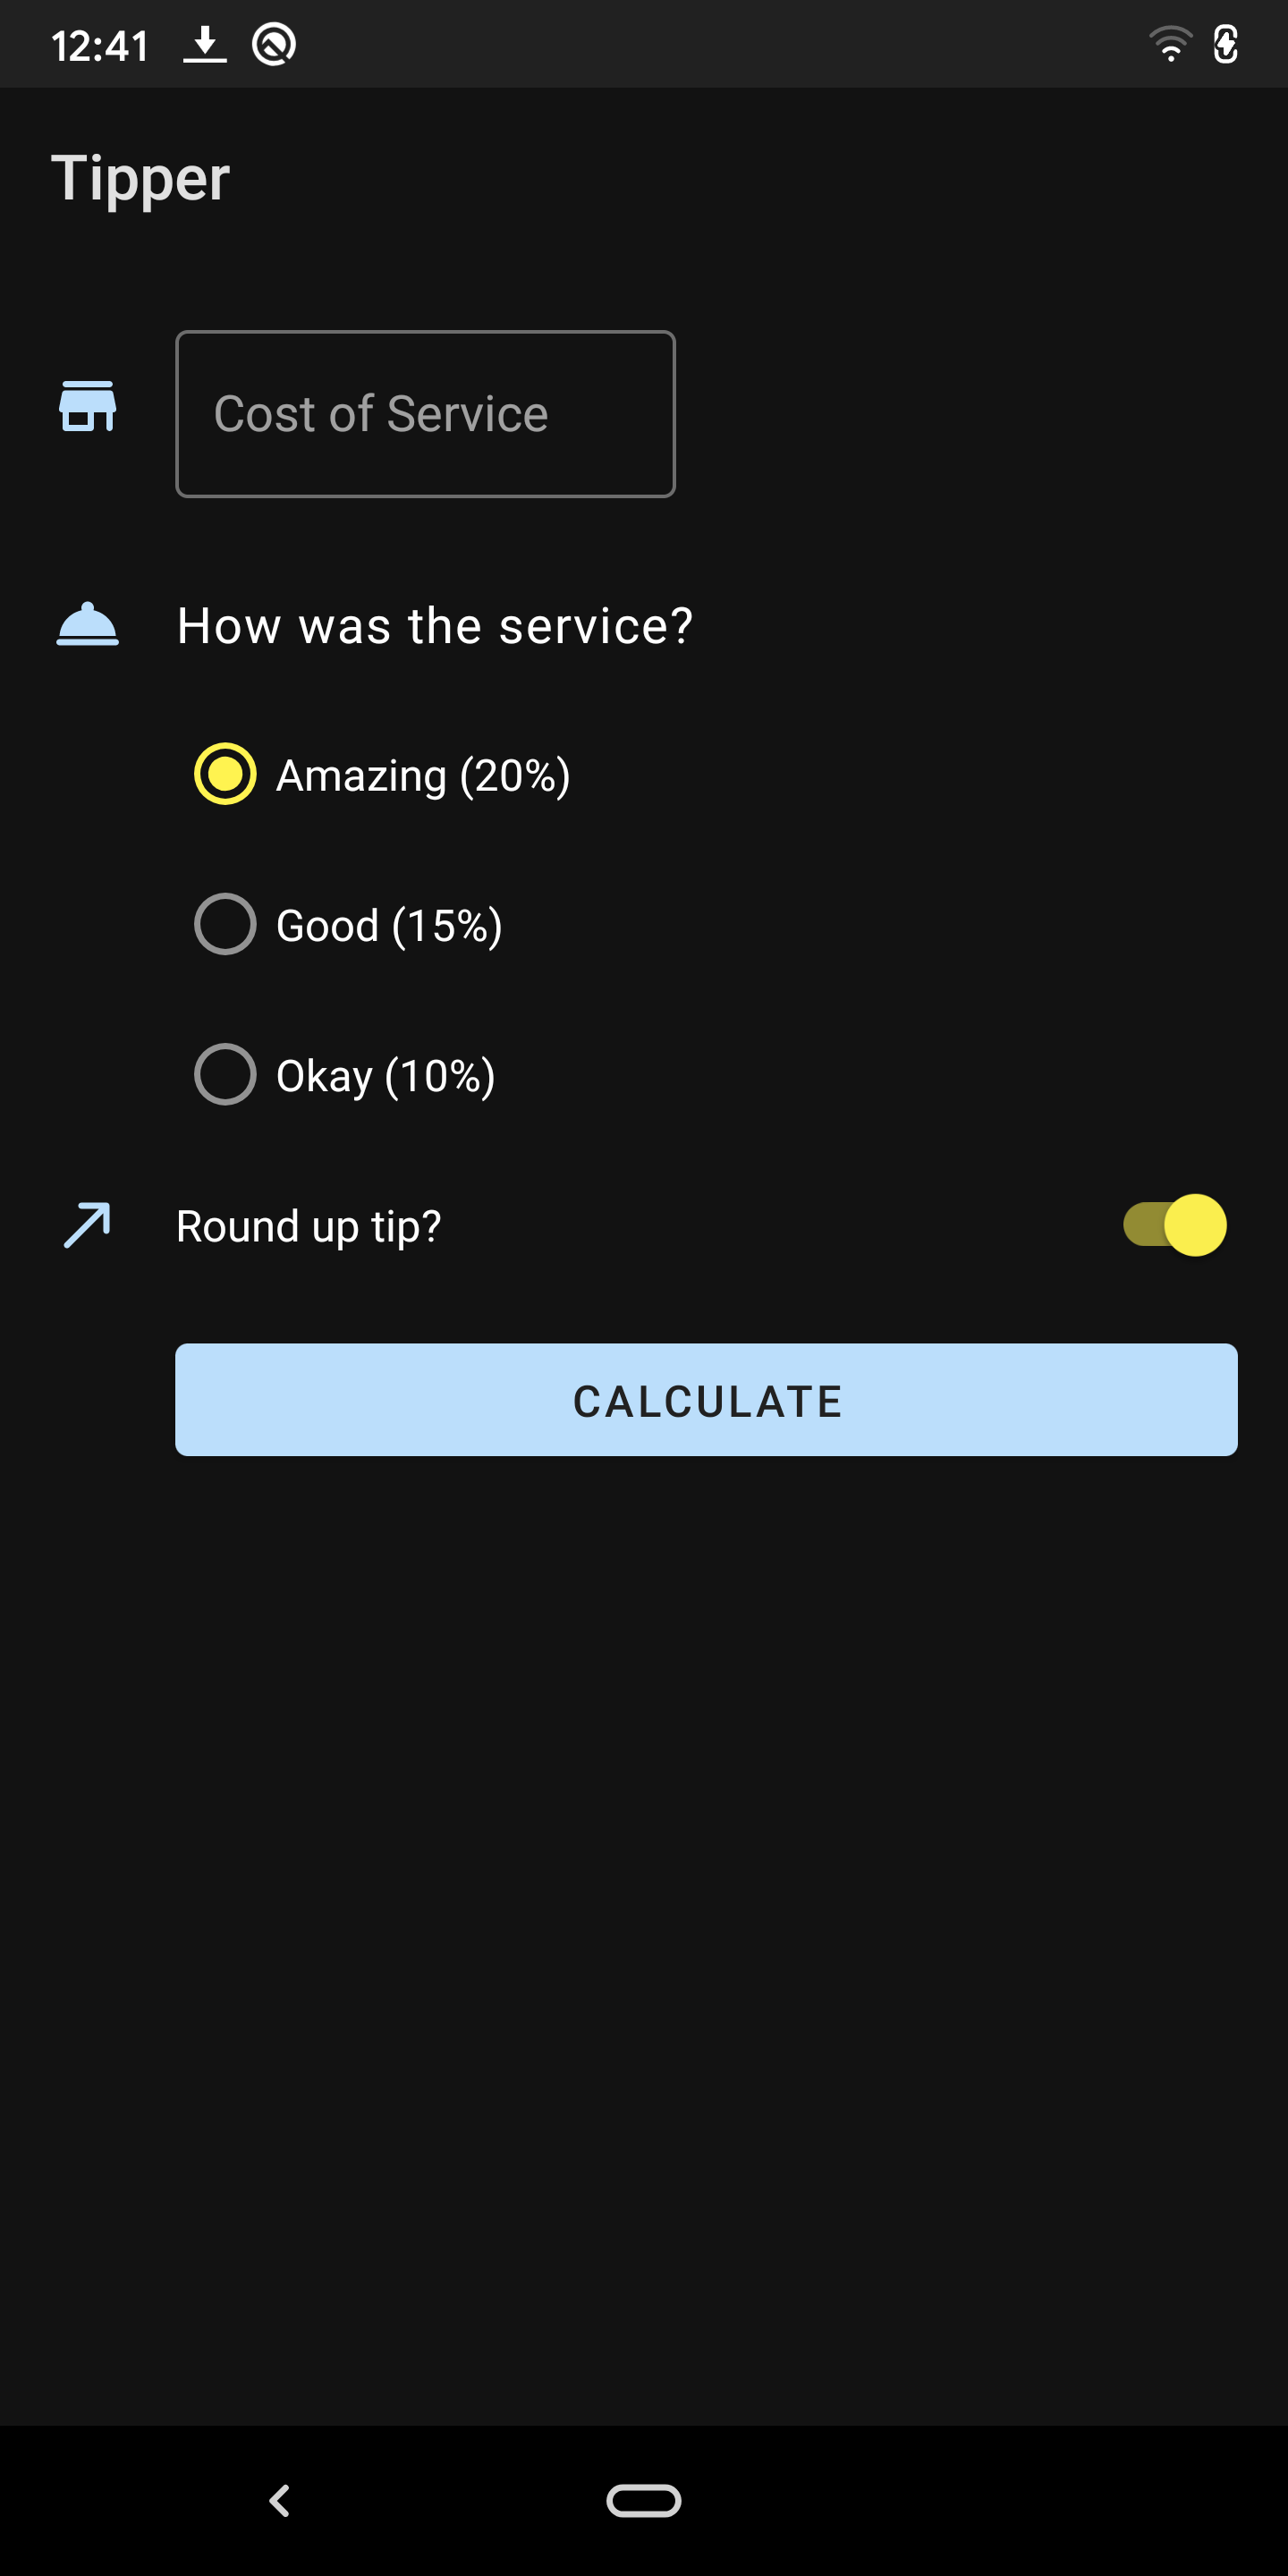 12:41
Tipper
Cost of Service
How was the service?
Amazing (20%)
Good (15%)
Okay (10%)
Round up tip?
CALCULATE